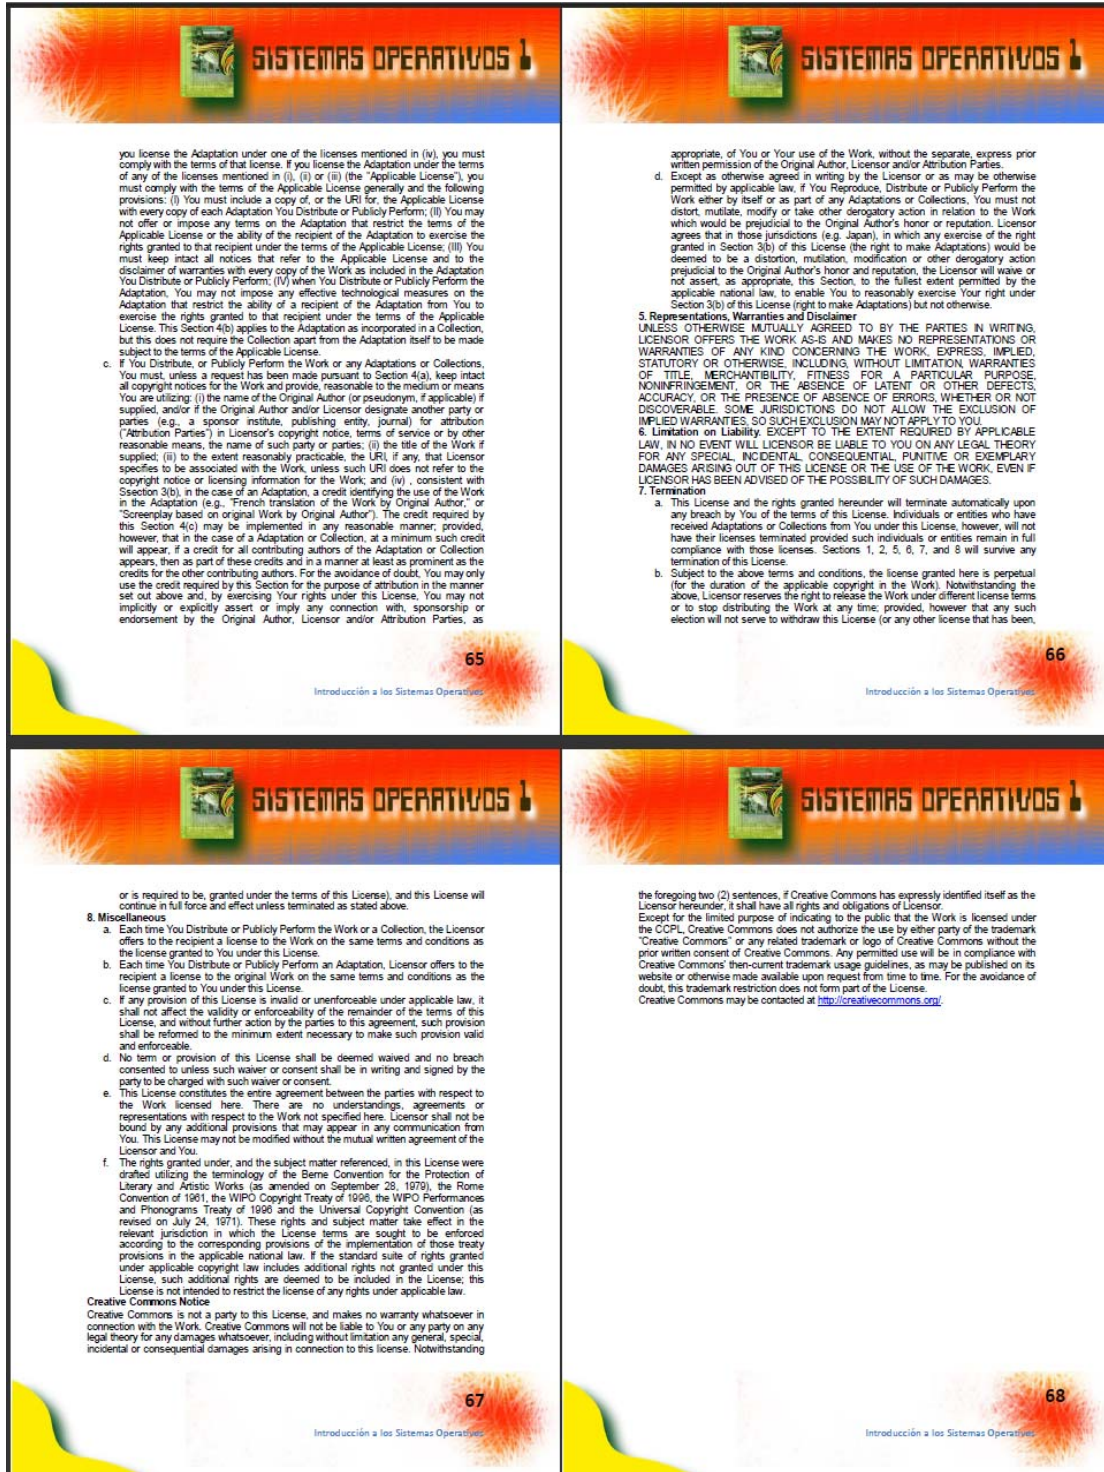 SISTEMAS OPERATIVOS 1
you license the Adaptation under one of the licenses mentioned in (iv), you must
comply with the terms of that license. If you license the Adaptation under the terms
of any of the licenses mentioned in (i), (ii) or (iii) (the "Applicable License"), you
must comply with the terms of the Applicable License generally and the following
provisions: (I) You must include a copy of, or the URI for, the Applicable License
with every copy of each Adaptation You Distribute or Publicly Perform; (II) You may
not offer or impose any terms on the Adaptation that restrict the terms of the
Applicable License or the ability of the recipient of the Adaptation to exercise the
rights granted to that recipient under the terms of the Applicable License; (III) You
must keep intact all notices that refer to the Applicable License and to the
disclaimer of warranties with every copy of the Work as included in the Adaptation
You Distribute or Publicly Perform; (IV) when You Distribute or Publicly Perform the
Adaptation, You may not impose any effective technological measures on the
Adaptation that restrict the ability of a recipient of the Adaptation from You to
exercise the rights granted to that recipient under the terms of the Applicable
License. This Section 4(b) applies to the Adaptation as incorporated in a Collection,
but this does not require the Collection apart from the Adaptation itself to be made
subject to the terms of the Applicable License.
c. If You Distribute, or Publicly Perform the Work or any Adaptations or Collections,
You must, unless a request has been made pursuant to Section 4(a), keep intact
all copyright notices for the Work and provide, reasonable to the medium or means
You are utilizing: (i) the name of the Original Author (or pseudonym, if applicable) if
supplied, and/or if the Original Author and/or Licensor designate another party or
parties (e.g., a sponsor institute, publishing entity, journal) for attribution
("Attribution Parties") in Licensor's copyright notice, terms of service or by other
reasonable means, the name of such party or parties; (ii) the title of the Work if
supplied; (iii) to the extent reasonably practicable, the URI, if any, that Licensor
specifies to be associated with the Work, unless such URI does not refer to the
copyright notice or licensing information for the Work; and (iv) , consistent with
Ssection 3(b), in the case of an Adaptation, a credit identifying the use of the Work
in the Adaptation (e.g., "French translation of the Work by Original Author," or
"Screenplay based on original Work by Original Author"). The credit required by
this Section 4(c) may be implemented in any reasonable manner; provided,
however, that in the case of a Adaptation or Collection, at a minimum such credit
will appear, if a credit for all contributing authors of the Adaptation or Collection
appears, then as part of these credits and in a manner at least as prominent as the
credits for the other contributing authors. For the avoidance of doubt, You may only
use the credit required by this Section for the purpose of attribution in the manner
set out above and, by exercising Your rights under this License, You may not
implicitly or explicitly assert or imply any connection with, sponsorship or
endorsement by the Original Author, Licensor and/or Attribution Parties, as
65
Introducción a los Sistemas Operativos
SISTEMAS OPERATIVOS 1
appropriate, of You or Your use of the Work, without the separate, express prior
written permission of the Original Author, Licensor and/or Attribution Parties.
d. Except as otherwise agreed in writing by the Licensor or as may be otherwise
permitted by applicable law, if You Reproduce, Distribute or Publicly Perform the
Work either by itself or as part of any Adaptations or Collections, You must not
distort, mutilate, modify or take other derogatory action in relation to the Work
which would be prejudicial to the Original Author's honor or reputation. Licensor
agrees that in those jurisdictions (e.g. Japan), in which any exercise of the right
granted in Section 3(b) of this License (the right to make Adaptations) would be
deemed to be a distortion, mutilation, modification or other derogatory action
prejudicial to the Original Author's honor and reputation, the Licensor will waive or
not assert, as appropriate, this Section, to the fullest extent permitted by the
applicable national law, to enable You to reasonably exercise Your right under
Section 3(b) of this License (right to make Adaptations) but not otherwise.
5. Representations, Warranties and Disclaimer
UNLESS OTHERWISE MUTUALLY AGREED TO BY THE PARTIES IN WRITING,
LICENSOR OFFERS THE WORK AS-IS AND MAKES NO REPRESENTATIONS OR
WARRANTIES OF ANY KIND CONCERNING THE WORK, EXPRESS, IMPLIED,
STATUTORY OR OTHERWISE, INCLUDING, WITHOUT LIMITATION, WARRANTIES
OF TITLE, MERCHANTIBILITY, FITNESS FOR A PARTICULAR PURPOSE,
NONINFRINGEMENT, OR THE ABSENCE OF LATENT OR OTHER DEFECTS,
ACCURACY, OR THE PRESENCE OF ABSENCE OF ERRORS, WHETHER OR NOT
DISCOVERABLE. SOME JURISDICTIONS DO NOT ALLOW THE EXCLUSION OF
IMPLIED WARRANTIES, SO SUCH EXCLUSION MAY NOT APPLY TO YOU.
6. Limitation on Liability. EXCEPT TO THE EXTENT REQUIRED BY APPLICABLE
LAW, IN NO EVENT WILL LICENSOR BE LIABLE TO YOU ON ANY LEGAL THEORY
FOR ANY SPECIAL, INCIDENTAL, CONSEQUENTIAL, PUNITIVE OR EXEMPLARY
DAMAGES ARISING OUT OF THIS LICENSE OR THE USE OF THE WORK, EVEN IF
LICENSOR HAS BEEN ADVISED OF THE POSSIBILITY OF SUCH DAMAGES.
7. Termination
a. This License and the rights granted hereunder will terminate automatically upon
any breach by You of the terms of this License. Individuals or entities who have
received Adaptations or Collections from You under this License, however, will not
have their licenses terminated provided such individuals or entities remain in full
compliance with those licenses. Sections 1, 2, 5, 6, 7, and 8 will survive any
termination of this License.
b. Subject to the above terms and conditions, the license granted here is perpetual
(for the duration of the applicable copyright in the Work). Notwithstanding the
above, Licensor reserves the right to release the Work under different license terms
or to stop distributing the Work at any time; provided, however that any such
election will not serve to withdraw this License (or any other license that has been,
66
Introducción a los Sistemas Operativos
SISTEMAS OPERATIVOS 1
or is required to be, granted under the terms of this License), and this License will
continue in full force and effect unless terminated as stated above.
8. Miscellaneous
a. Each time You Distribute or Publicly Perform the Work or a Collection, the Licensor
offers to the recipient a license to the Work on the same terms and conditions as
the license granted to You under this License.
b. Each time You Distribute or Publicly Perform an Adaptation, Licensor offers to the
recipient a license to the original Work on the same terms and conditions as the
license granted to You under this License.
c. If any provision of this License is invalid or unenforceable under applicable law, it
shall not affect the validity or enforceability of the remainder of the terms of this
License, and without further action by the parties to this agreement, such provision
shall be reformed to the minimum extent necessary to make such provision valid
and enforceable.
d. No term or provision of this License shall be deemed waived and no breach
consented to unless such waiver or consent shall be in writing and signed by the
party to be charged with such waiver or consent.
e. This License constitutes the entire agreement between the parties with respect to
the Work licensed here. There are no understandings, agreements or
representations with respect to the Work not specified here. Licensor shall not be
bound by any additional provisions that may appear in any communication from
You. This License may not be modified without the mutual written agreement of the
Licensor and You.
f. The rights granted under, and the subject matter referenced, in this License were
drafted utilizing the terminology of the Berne Convention for the Protection of
Literary and Artistic Works (as amended on September 28, 1979), the Rome
Convention of 1961, the WIPO Copyright Treaty of 1996, the WIPO Performances
and Phonograms Treaty of 1996 and the Universal Copyright Convention (as
revised on July 24, 1971). These rights and subject matter take effect in the
relevant jurisdiction in which the License terms are sought to be enforced
according to the corresponding provisions of the implementation of those treaty
provisions in the applicable national law. If the standard suite of rights granted
under applicable copyright law includes additional rights not granted under this
License, such additional rights are deemed to be included in the License; this
License is not intended to restrict the license of any rights under applicable law.
Creative Commons Notice
Creative Commons is not a party to this License, and makes no warranty whatsoever in
connection with the Work. Creative Commons will not be liable to You or any party on any
legal theory for any damages whatsoever, including without limitation any general, special,
incidental or consequential damages arising in connection to this license. Notwithstanding
67
Introducción a los Sistemas Operativos
SISTEMAS OPERATIVOS 1
the foregoing two (2) sentences, if Creative Commons has expressly identified itself as the
Licensor hereunder, it shall have all rights and obligations of Licensor.
Except for the limited purpose of indicating to the public that the Work is licensed under
the CCPL, Creative Commons does not authorize the use by either party of the trademark
"Creative Commons" or any related trademark or logo of Creative Commons without the
prior written consent of Creative Commons. Any permitted use will be in compliance with
Creative Commons' then-current trademark usage guidelines, as may be published on its
website or otherwise made available upon request from time to time. For the avoidance of
doubt, this trademark restriction does not form part of the License.
Creative Commons may be contacted at http://creativecommons.org/.
68
Introducción a los Sistemas Operativos